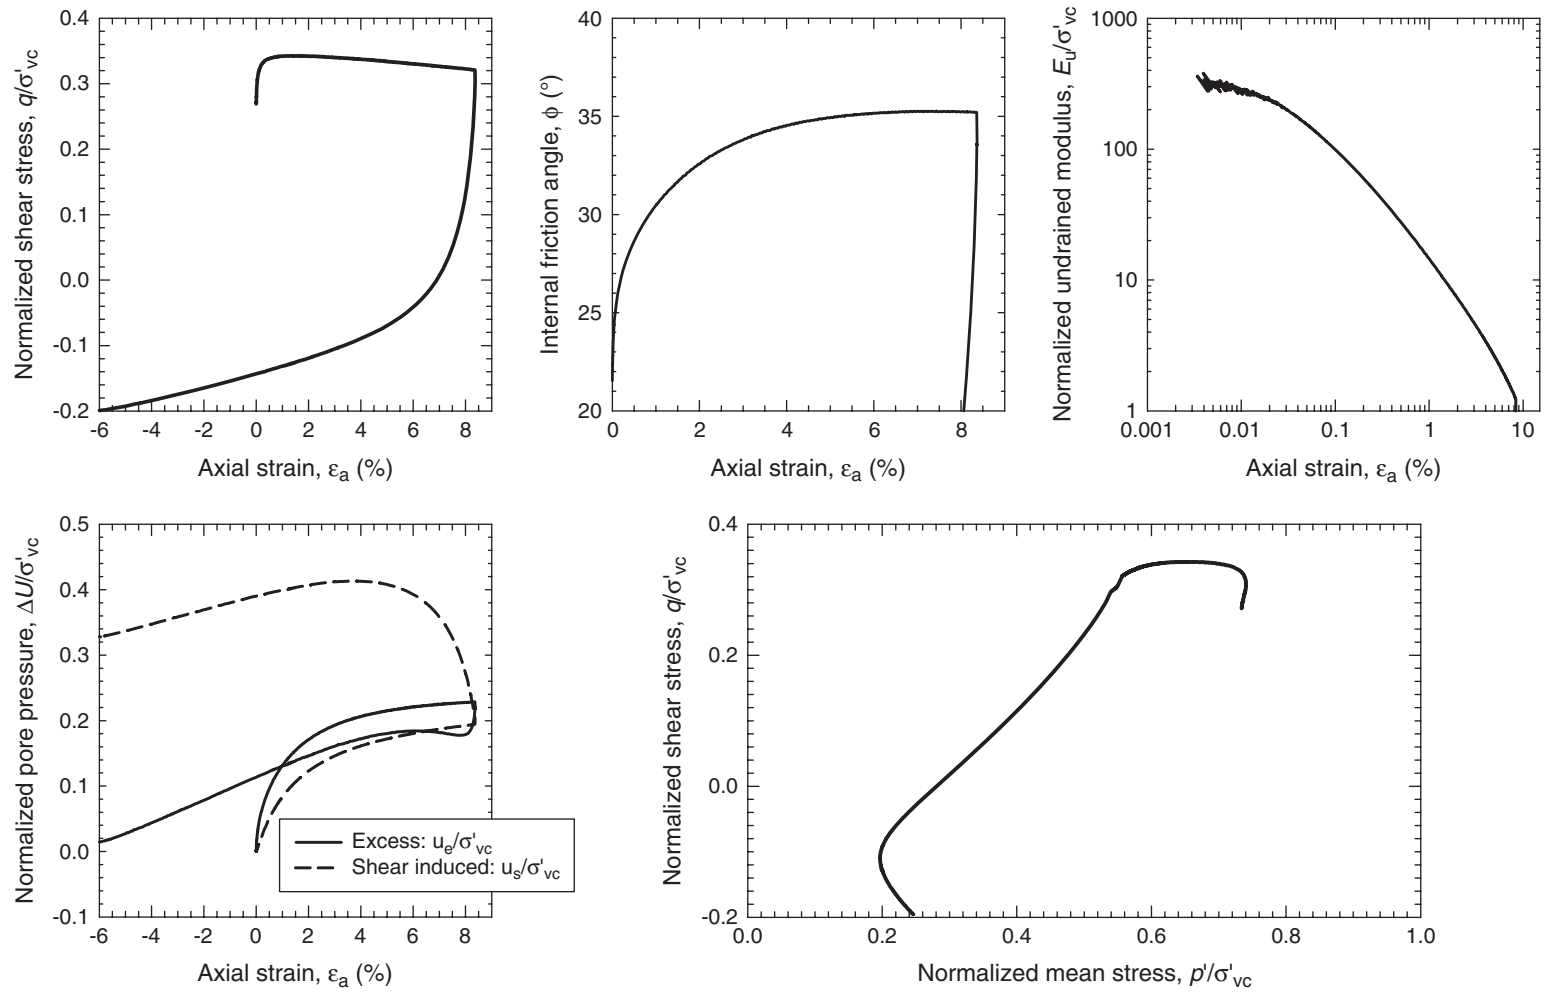 Normalized shear stress, q/σ'vc
0.4
0.3
0.2
0.1
0.0
-0.1
-0.2
-6 -4 -2 0 2 4 6 8
Axial strain, εa (%)
Internal friction angle, ϕ (°)
40
35
30
25
20
0 2 4 6 8
Axial strain, εa (%)
Normalized undrained modulus, Eu/σ'vc
1000
100
10
1
0.001 0.01 0.1 1 10
Axial strain, εa (%)
Normalized pore pressure, ΔU/σ'vc
0.5
0.4
0.3
0.2
0.1
0.0
-0.1
Excess: ue/σ'vc
Shear induced: us/σ'vc
-6 -4 -2 0 2 4 6 8
Axial strain, εa (%)
Normalized shear stress, q/σ'vc
0.4
0.2
0.0
-0.2
0.0 0.2 0.4 0.6 0.8 1.0
Normalized mean stress, p'/σ'vc